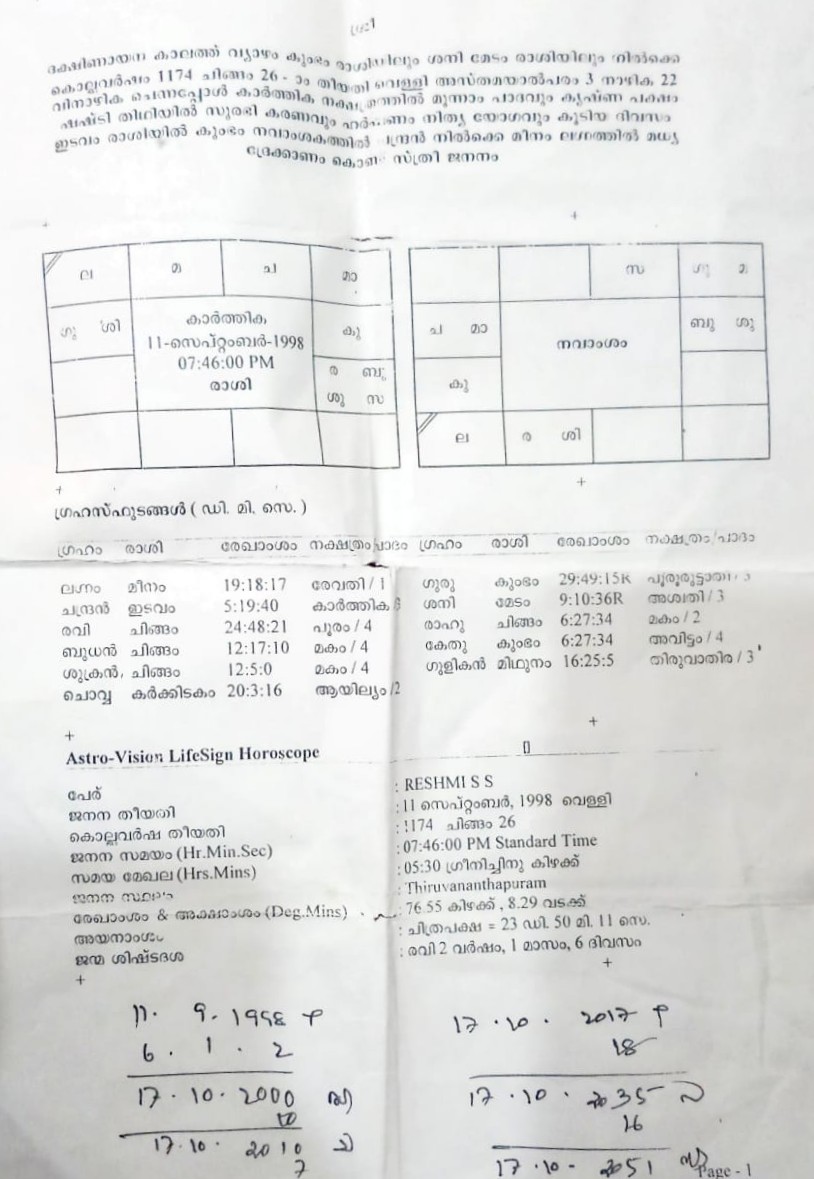 ശ്രീ
ദക്ഷിണായന കാലത്ത് വ്യാഴം കുംഭം രാശിയിലും ശനി മേടം രാശിയിലും നിൽക്കെ
കൊല്ലവർഷം 1174 ചിങ്ങം 26 - ാം തിയതി വെള്ളി അസ്തമയാൽപരം 3 നാഴിക 22
വിനാഴിക ചെന്നപ്പോൾ കാർത്തിക നക്ഷത്രത്തിൽ മൂന്നാം പാദവും കൃഷ്ണ പക്ഷം
ഷഷ്ടി തിഥിയിൽ സുരഭി കരണവും ഹർഷണം നിത്യ യോഗവും കൂടിയ ദിവസം
ഇടവം രാശിയിൽ കുംഭം നവാംശകത്തിൽ ചന്ദ്രൻ നിൽക്കെ മീനം ലഗ്നത്തിൽ മധ്യ
ദ്രേക്കാണം കൊണ്ട് സ്ത്രീ ജനനം
ല മ ച മാ
ഗു ശി കു
കാർത്തിക
11-സെപ്റ്റംബർ-1998
07:46:00 PM
രാശി
ര ബു
ശു സ
സ ഗു മ
ച മാ നവാംശം ബു ശു
കു
ല ര ശി
ഗ്രഹസ്ഫുടങ്ങൾ ( ഡി. മി. സെ. )
ഗ്രഹം രാശി രേഖാംശം നക്ഷത്രം/പാദം ഗ്രഹം രാശി രേഖാംശം നക്ഷത്രം/പാദം
ലഗ്നം മീനം 19:18:17 രേവതി / 1 ഗുരു കുംഭം 29:49:15R പൂരുരുട്ടാതി / 3
ചന്ദ്രൻ ഇടവം 5:19:40 കാർത്തിക / 3 ശനി മേടം 9:10:36R അശ്വതി / 3
രവി ചിങ്ങം 24:48:21 പൂരം / 4 രാഹു ചിങ്ങം 6:27:34 മകം / 2
ബുധൻ ചിങ്ങം 12:17:10 മകം / 4 കേതു കുംഭം 6:27:34 അവിട്ടം / 4
ശുക്രൻ ചിങ്ങം 12:5:0 മകം / 4 ഗുളികൻ മിഥുനം 16:25:5 തിരുവാതിര / 3
ചൊവ്വ കർക്കിടകം 20:3:16 ആയില്യം /2
Astro-Vision LifeSign Horoscope
പേര് : RESHMI S S
ജനന തീയതി : 11 സെപ്റ്റംബർ, 1998 വെള്ളി
കൊല്ലവർഷ തീയതി : 1174 ചിങ്ങം 26
ജനന സമയം (Hr.Min.Sec) : 07:46:00 PM Standard Time
സമയ മേഖല (Hrs.Mins) : 05:30 ഗ്രീനിച്ചിനു കിഴക്ക്
ജനന സ്ഥലം : Thiruvananthapuram
രേഖാംശം & അക്ഷാംശം (Deg.Mins) : 76.55 കിഴക്ക് , 8.29 വടക്ക്
അയനാംശം : ചിത്രപക്ഷ = 23 ഡി. 50 മി. 11 സെ.
ജന്മ ശിഷ്ടദശ : രവി 2 വർഷം, 1 മാസം, 6 ദിവസം
11. 9. 1998
6. 1. 2
17. 10. 2000
10
17.10. 2010 ച
7
17.10. 2017
18
17.10. 2035
16
17.10- 2051
Page - 1